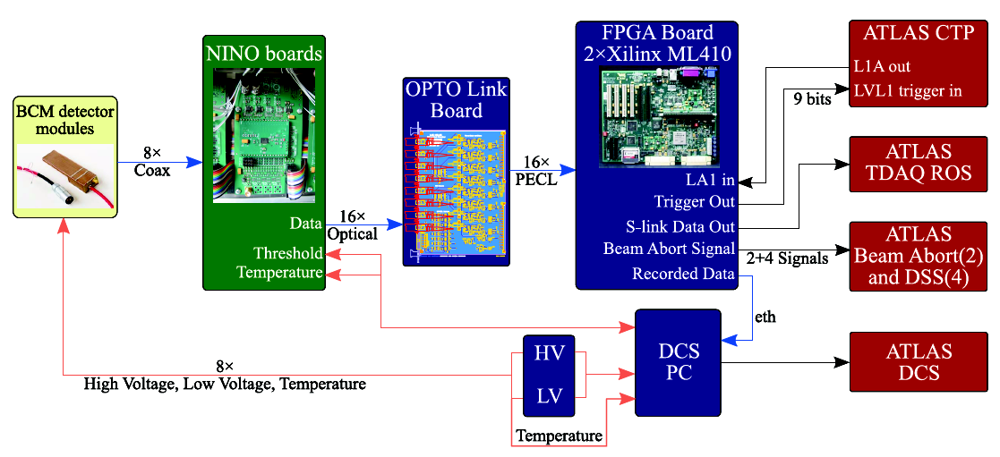 BCM detector
modules
8×
Coax
NINO boards
Data
Threshold
Temperature
16×
Optical
OPTO Link
Board
16×
PECL
FPGA Board
2×Xilinx ML410
LA1 in
Trigger Out
S-link Data Out
Beam Abort Signal
Recorded Data
9 bits
2+4 Signals
eth
ATLAS CTP
L1A out
LVL1 trigger in
ATLAS
TDAQ ROS
ATLAS
Beam Abort(2)
and DSS(4)
ATLAS
DCS
DCS
PC
HV
LV
Temperature
8×
High Voltage, Low Voltage, Temperature